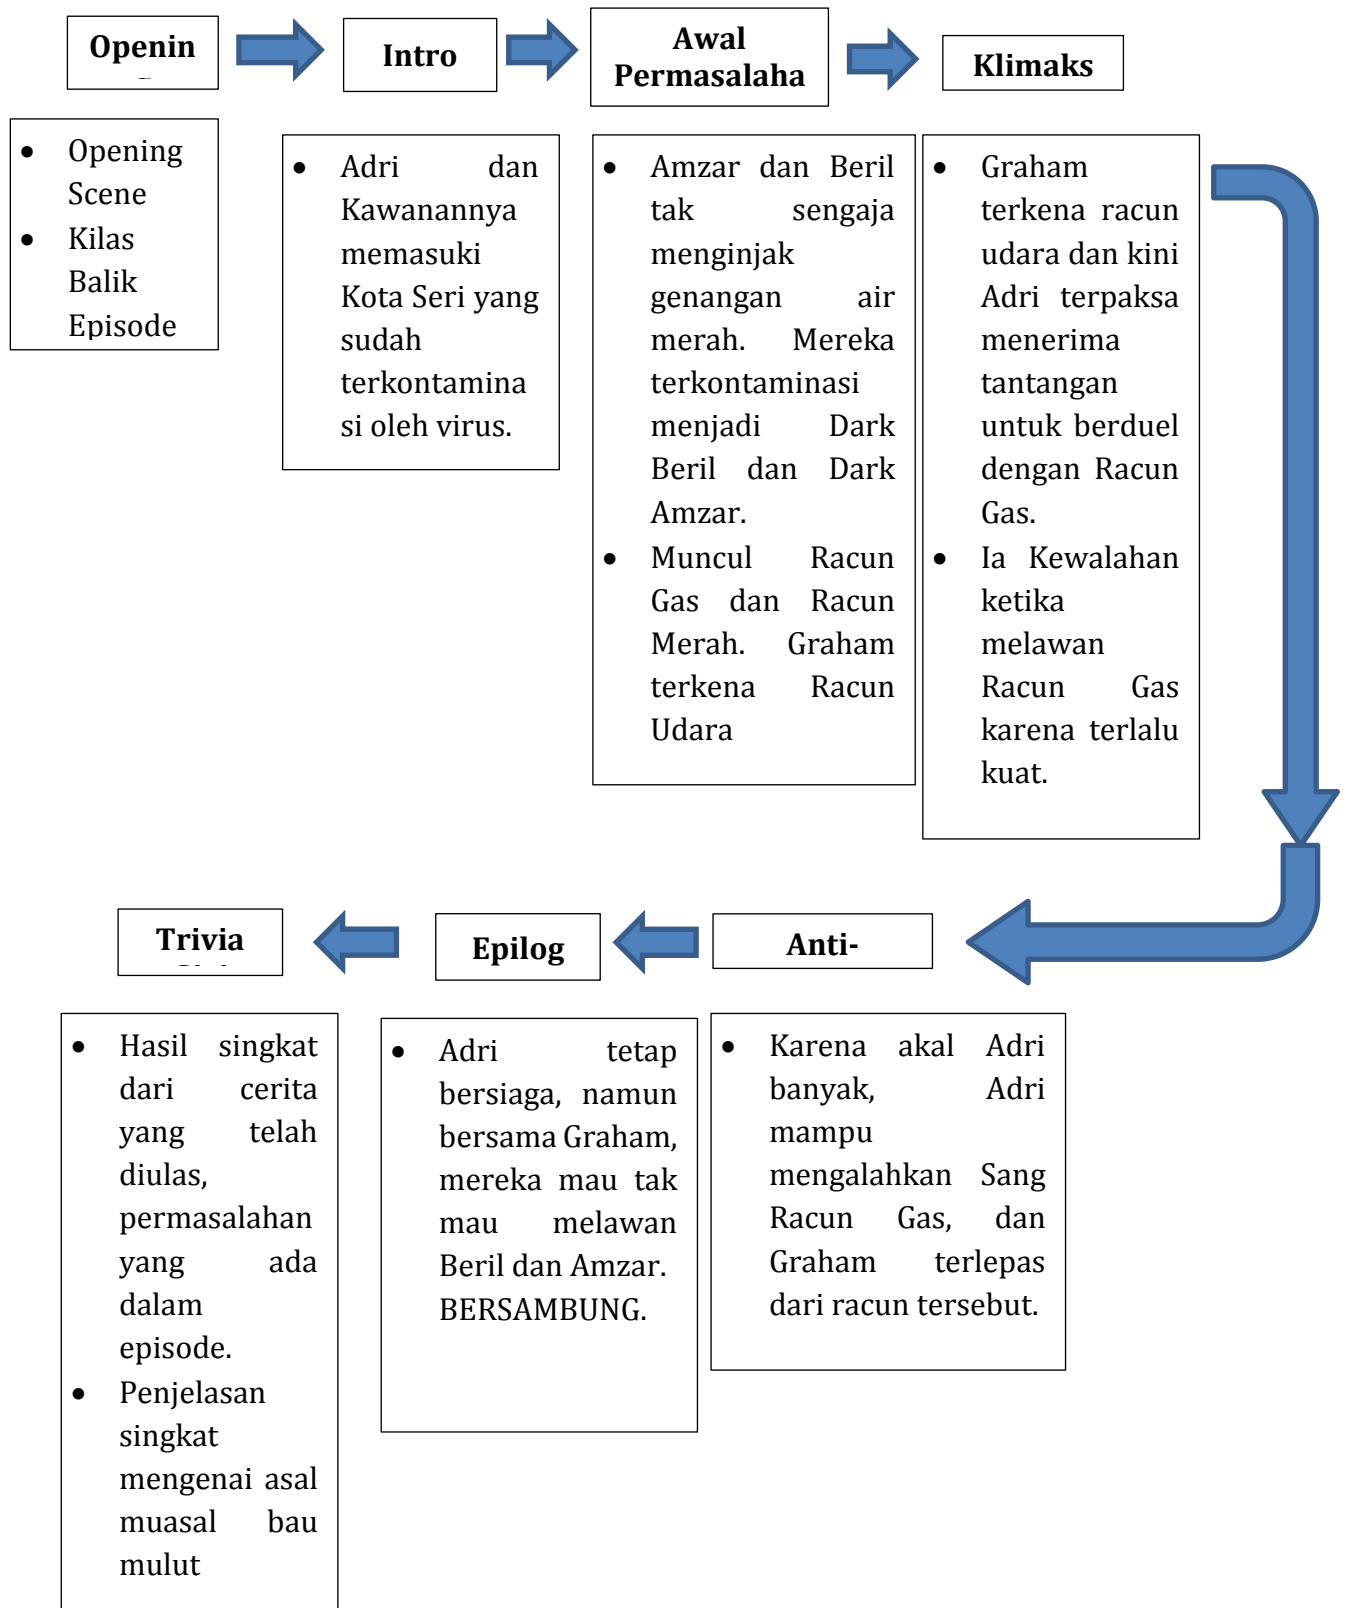 Openin
Intro
Awal
Permasalaha
Klimaks
• Opening
Scene
• Kilas
Balik
Episode
• Adri dan
Kawanannya
memasuki
Kota Seri yang
sudah
terkontamina
si oleh virus.
• Amzar dan Beril
tak sengaja
menginjak
genangan air
merah. Mereka
terkontaminasi
menjadi Dark
Beril dan Dark
Amzar.
• Muncul Racun
Gas dan Racun
Merah. Graham
terkena Racun
Udara
• Graham
terkena racun
udara dan kini
Adri terpaksa
menerima
tantangan
untuk berduel
dengan Racun
Gas.
• Ia Kewalahan
ketika
melawan
Racun Gas
karena terlalu
kuat.
Anti-
Epilog
Trivia
• Karena akal Adri
banyak, Adri
mampu
mengalahkan Sang
Racun Gas, dan
Graham terlepas
dari racun tersebut.
• Adri tetap
bersiaga, namun
bersama Graham,
mereka mau tak
mau melawan
Beril dan Amzar.
BERSAMBUNG.
• Hasil singkat
dari cerita
yang telah
diulas,
permasalahan
yang ada
dalam
episode.
• Penjelasan
singkat
mengenai asal
muasal bau
mulut